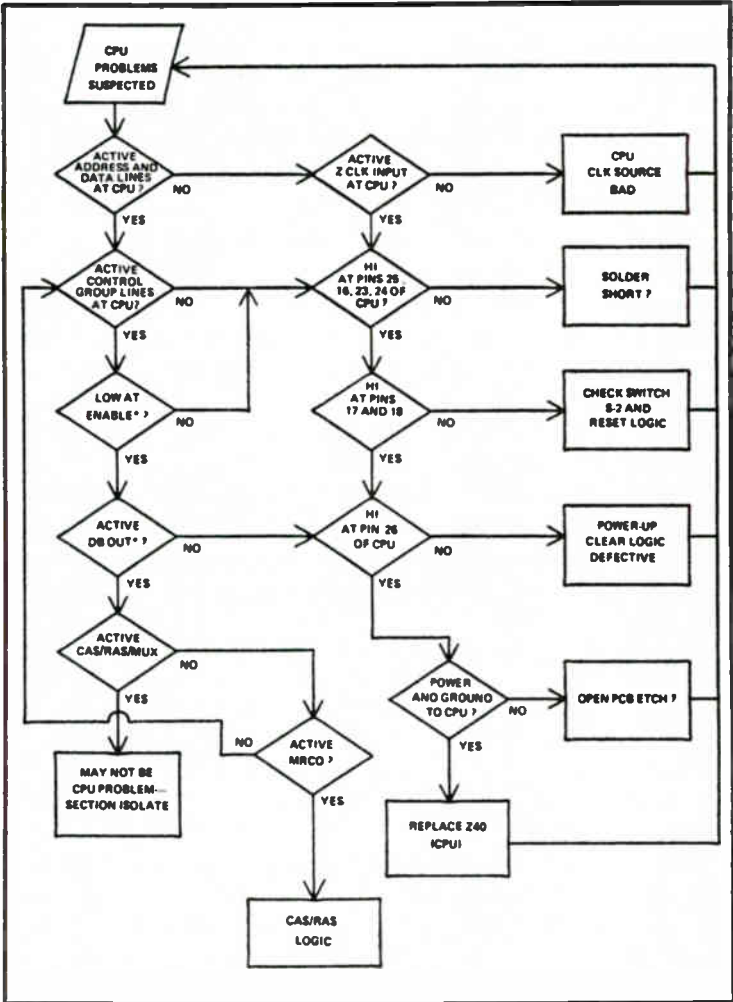 CPU
PROBLEMS
SUSPECTED
ACTIVE
ADDRESS AND
DATA LINES
AT CPU ?
NO
YES
ACTIVE
Z CLK INPUT
AT CPU ?
NO
YES
CPU
CLK SOURCE
BAD
ACTIVE
CONTROL
GROUP LINES
AT CPU?
NO
YES
HI
AT PINS 25,
16, 23, 24 OF
CPU ?
NO
YES
SOLDER
SHORT ?
LOW AT
ENABLE* ?
NO
YES
HI
AT PINS
17 AND 18
NO
YES
CHECK SWITCH
S-2 AND
RESET LOGIC
ACTIVE
DB OUT* ?
NO
YES
HI
AT PIN 26
OF CPU
NO
YES
POWER-UP
CLEAR LOGIC
DEFECTIVE
ACTIVE
CAS/RAS/MUX
NO
YES
POWER
AND GROUND
TO CPU ?
NO
YES
OPEN PCB ETCH ?
MAY NOT BE
CPU PROBLEM—
SECTION ISOLATE
NO
ACTIVE
MRCO ?
YES
REPLACE Z40
(CPU)
CAS/RAS
LOGIC